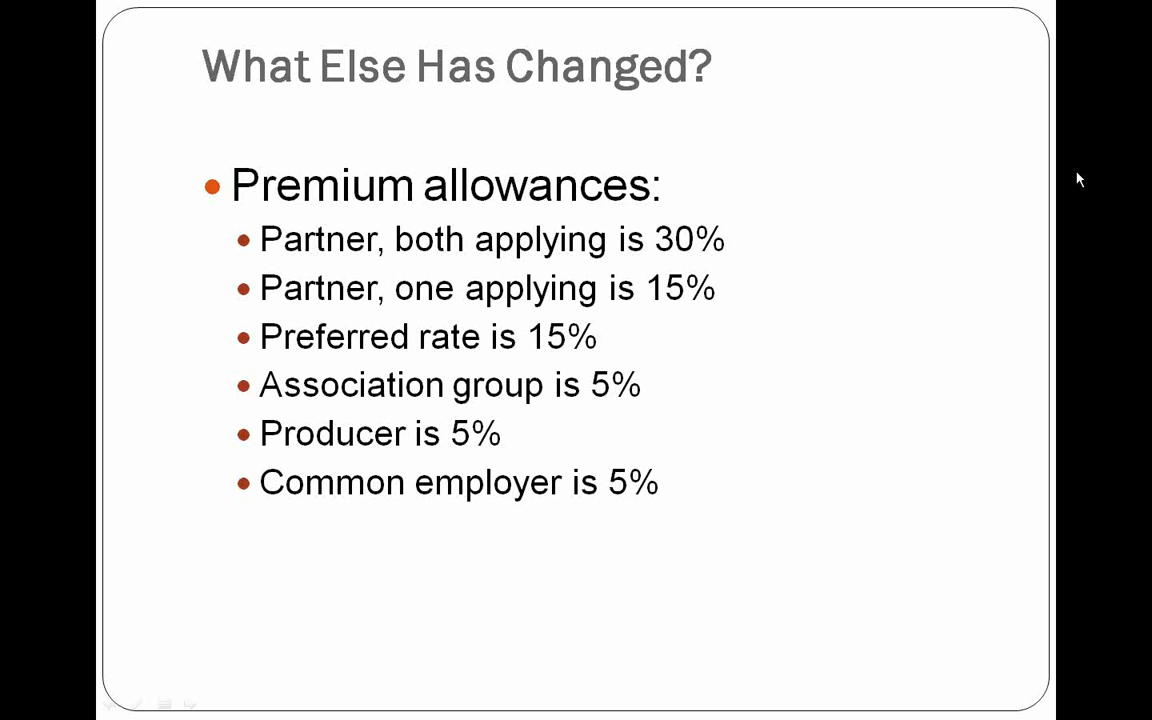 What Else Has Changed?
Premium allowances:
Partner, both applying is 30%
Partner, one applying is 15%
Preferred rate is 15%
Association group is 5%
Producer is 5%
Common employer is 5%